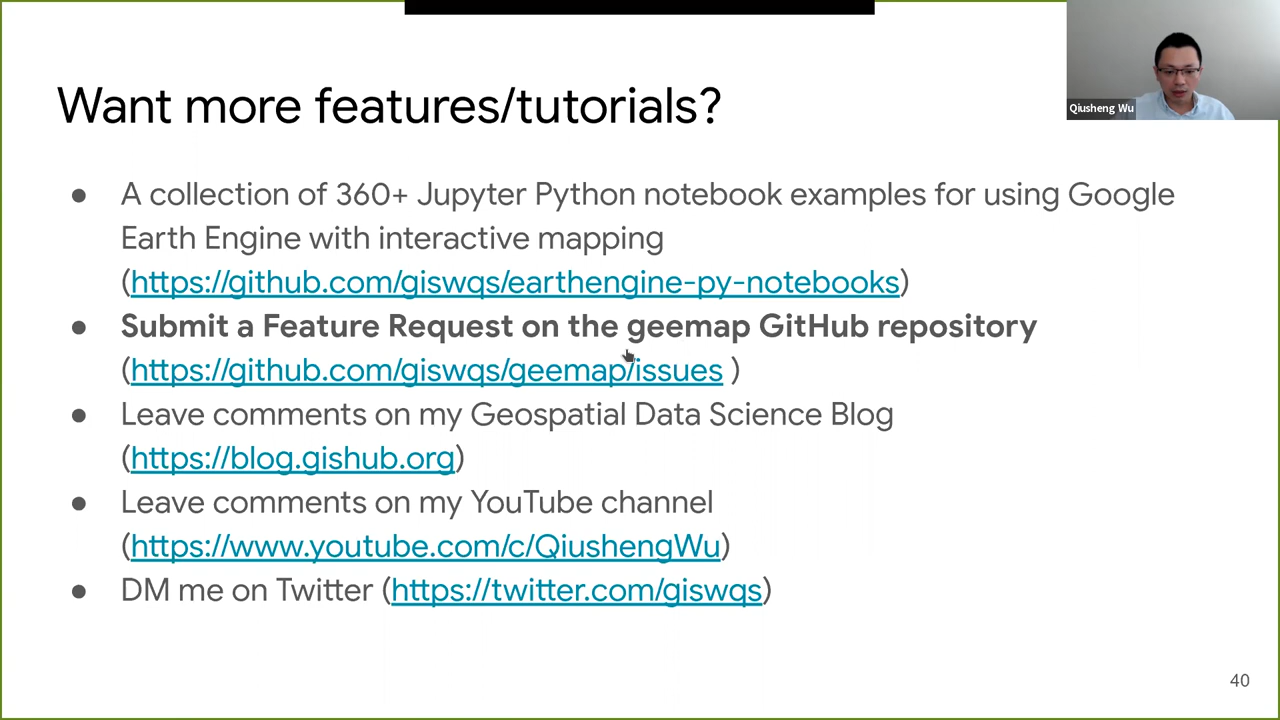 Want more features/tutorials?
Qiusheng Wu
● A collection of 360+ Jupyter Python notebook examples for using Google
Earth Engine with interactive mapping
(https://github.com/giswqs/earthengine-py-notebooks)
● Submit a Feature Request on the geemap GitHub repository
(https://github.com/giswqs/geemap/issues )
● Leave comments on my Geospatial Data Science Blog
(https://blog.gishub.org)
● Leave comments on my YouTube channel
(https://www.youtube.com/c/QiushengWu)
● DM me on Twitter (https://twitter.com/giswqs)
40